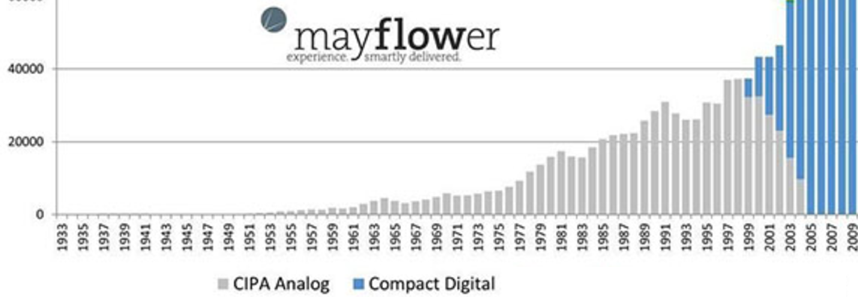 mayflower
experience. smartly delivered.
40000
20000
0
1933 1935 1937 1939 1941 1943 1945 1947 1949 1951 1953 1955 1957 1959 1961 1963 1965 1967 1969 1971 1973 1975 1977 1979 1981 1983 1985 1987 1989 1991 1993 1995 1997 1999 2001 2003 2005 2007 2009
CIPA Analog Compact Digital